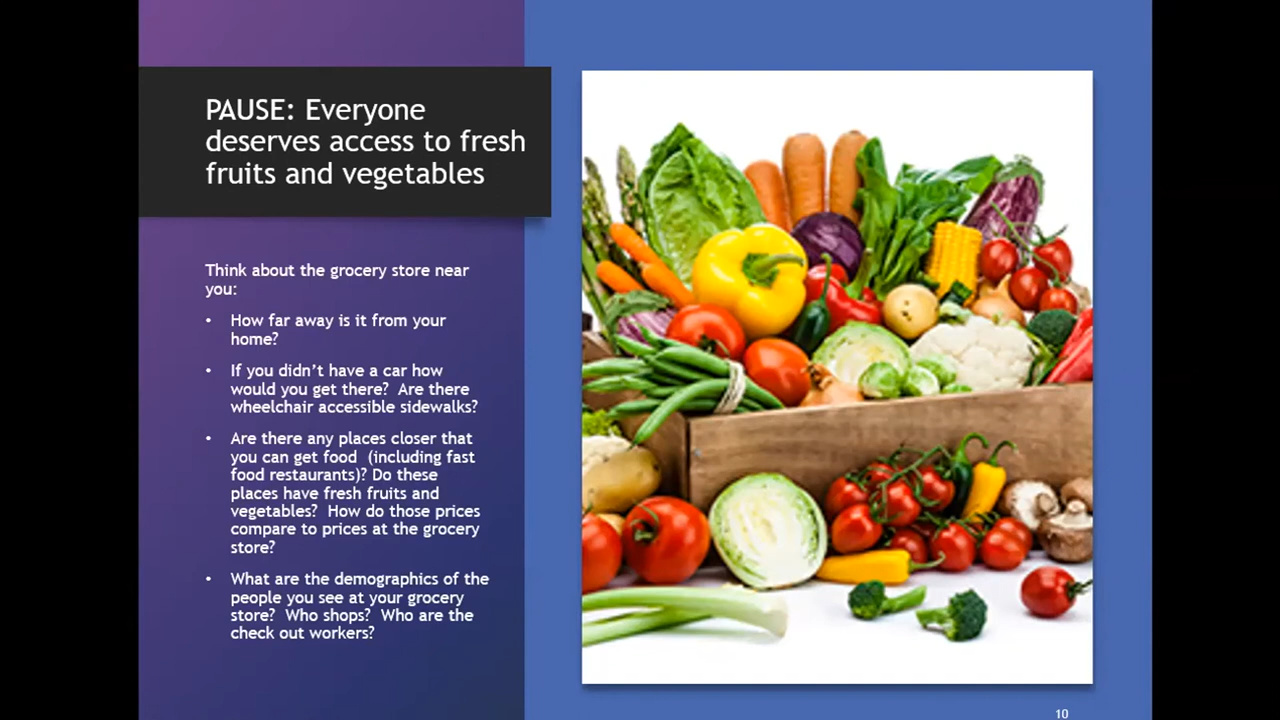 PAUSE: Everyone
deserves access to fresh
fruits and vegetables
Think about the grocery store near
you:
• How far away is it from your
home?
• If you didn't have a car how
would you get there?  Are there
wheelchair accessible sidewalks?
• Are there any places closer that
you can get food  (including fast
food restaurants)? Do these
places have fresh fruits and
vegetables?  How do those prices
compare to prices at the grocery
store?
• What are the demographics of the
people you see at your grocery
store?  Who shops?  Who are the
check out workers?
10